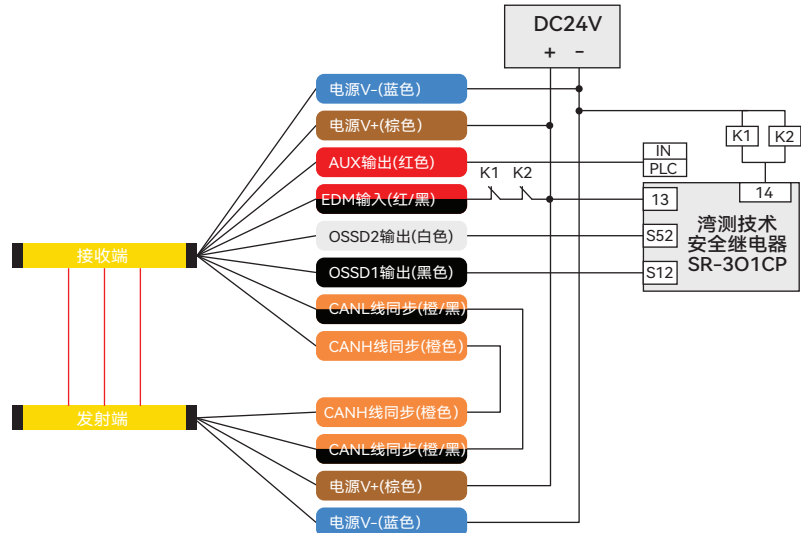 DC24V
+ -
电源V-(蓝色)
电源V+(棕色)
AUX输出(红色)
EDM输入(红/黑)
OSSD2输出(白色)
OSSD1输出(黑色)
CANL线同步(橙/黑)
CANH线同步(橙色)
CANH线同步(橙色)
CANL线同步(橙/黑)
电源V+(棕色)
电源V-(蓝色)
接收端
发射端
K1 K2
K1 K2
IN
PLC
14
13
S52
S12
湾测技术
安全继电器
SR-301CP